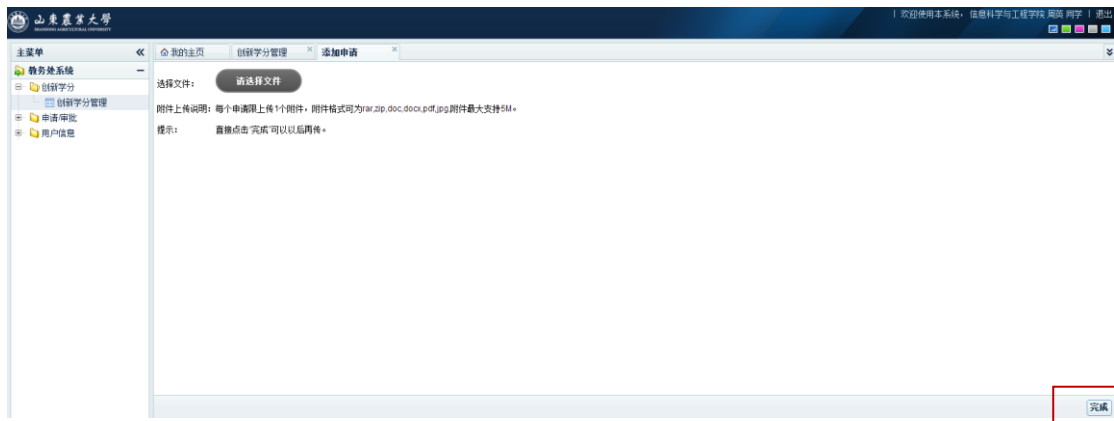 山東農業大學
SHANDONG AGRICULTURAL UNIVERSITY
| 欢迎使用本系统, 信息科学与工程学院 周英 同学 | 退出
主菜单 «
我的主页 创新学分管理 × 添加申请 ×
教务处系统 −
创新学分
创新学分管理
申请/审批
用户信息
选择文件: 请选择文件
附件上传说明: 每个申请限上传1个附件, 附件格式可为rar,zip,doc,docx,pdf,jpg,附件最大支持5M。
提示: 直接点击'完成'可以以后再传。
完成